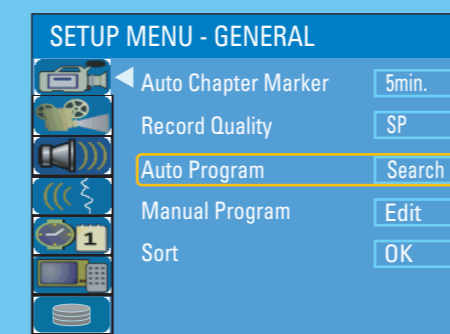 SETUP MENU - GENERAL
Auto Chapter Marker 5min.
Record Quality SP
Auto Program Search
Manual Program Edit
Sort OK
1